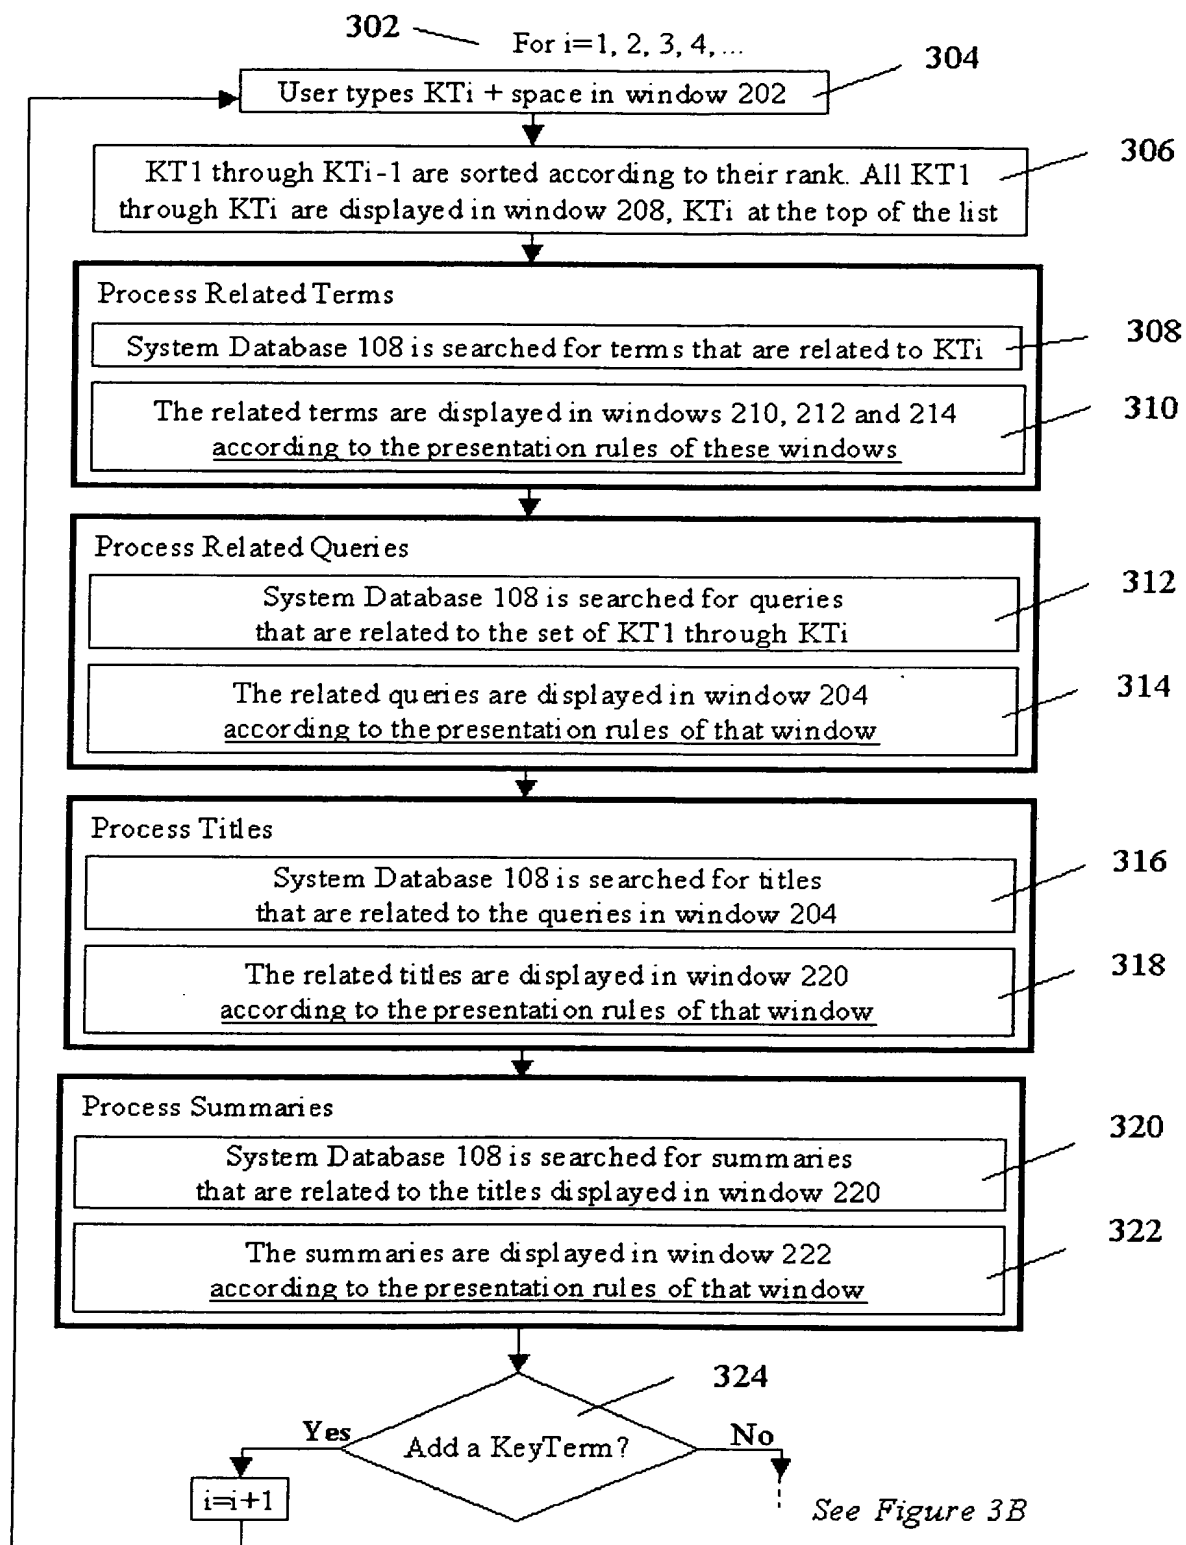 302
For i=1, 2, 3, 4, ...
304
User types KTi + space in window 202
306
KT1 through KTi-1 are sorted according to their rank. All KT1
through KTi are displayed in window 208, KTi at the top of the list
Process Related Terms
308
System Database 108 is searched for terms that are related to KTi
310
The related terms are displayed in windows 210, 212 and 214
according to the presentation rules of these windows
Process Related Queries
312
System Database 108 is searched for queries
that are related to the set of KT1 through KTi
314
The related queries are displayed in window 204
according to the presentation rules of that window
Process Titles
316
System Database 108 is searched for titles
that are related to the queries in window 204
318
The related titles are displayed in window 220
according to the presentation rules of that window
Process Summaries
320
System Database 108 is searched for summaries
that are related to the titles displayed in window 220
322
The summaries are displayed in window 222
according to the presentation rules of that window
324
Yes
Add a KeyTerm?
No
i=i+1
See Figure 3B